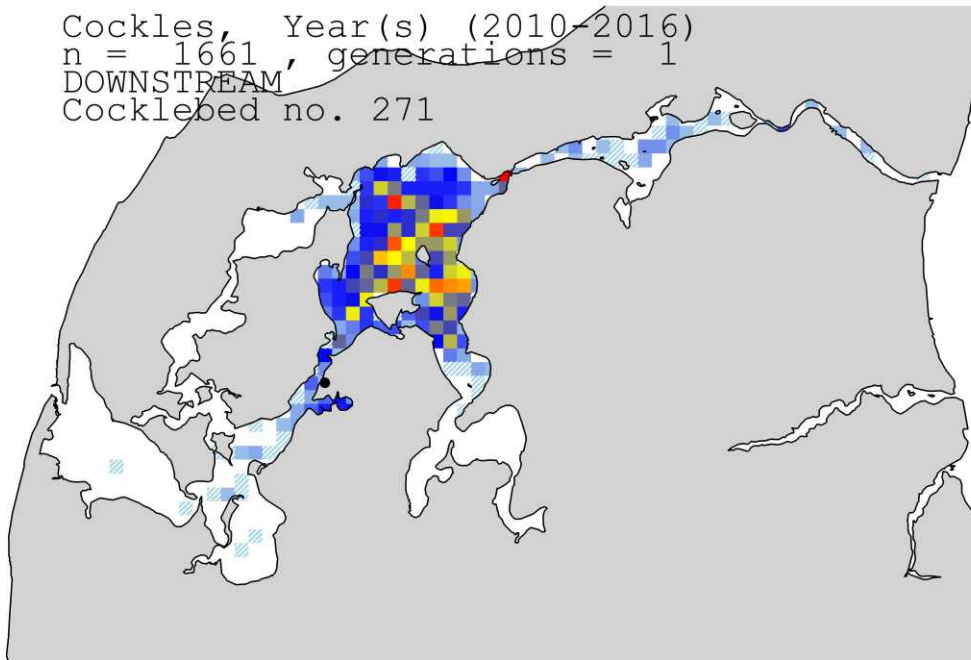 Cockles, Year(s) (2010-2016)
n = 1661 , generations = 1
DOWNSTREAM
Cocklebed no. 271